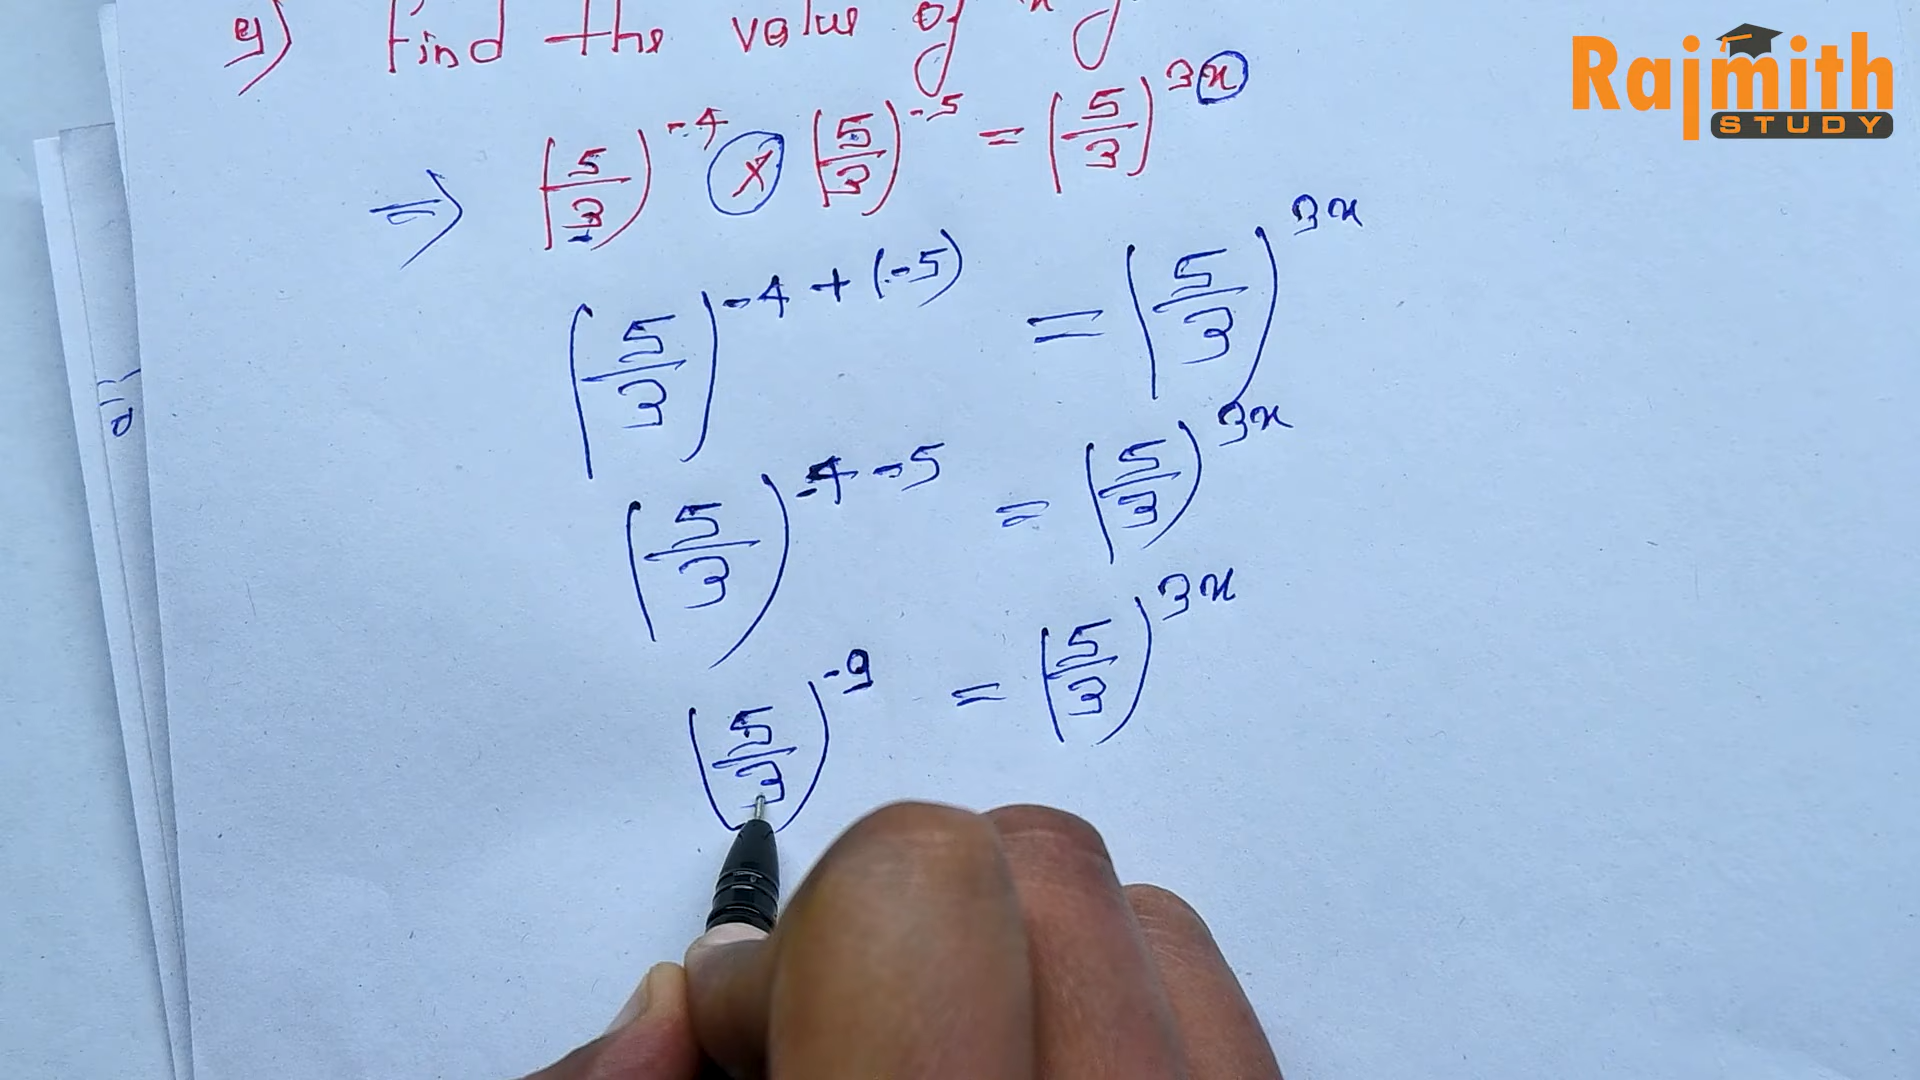 y) Find the value of x
Rajmith
STUDY
⇒ (5/3)^-4 × (5/3)^-5 = (5/3)^3x
(5/3)^-4 + (-5) = (5/3)^3x
(5/3)^-4 - 5 = (5/3)^3x
(5/3)^-9 = (5/3)^3x